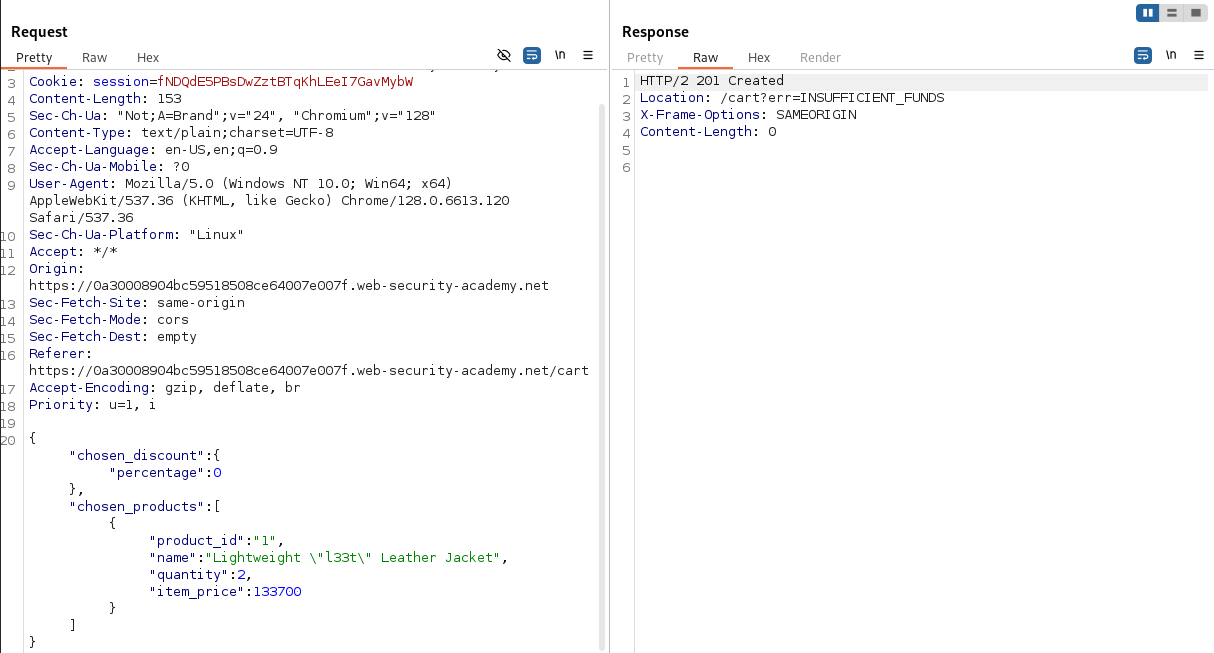 Request
Pretty Raw Hex \n
3 Cookie: session=fNDQdE5PBsDwZztBTqKhLEeI7GavMybW
4 Content-Length: 153
5 Sec-Ch-Ua: "Not;A=Brand";v="24", "Chromium";v="128"
6 Content-Type: text/plain;charset=UTF-8
7 Accept-Language: en-US,en;q=0.9
8 Sec-Ch-Ua-Mobile: ?0
9 User-Agent: Mozilla/5.0 (Windows NT 10.0; Win64; x64)
AppleWebKit/537.36 (KHTML, like Gecko) Chrome/128.0.6613.120
Safari/537.36
10 Sec-Ch-Ua-Platform: "Linux"
11 Accept: */*
12 Origin:
https://0a30008904bc59518508ce64007e007f.web-security-academy.net
13 Sec-Fetch-Site: same-origin
14 Sec-Fetch-Mode: cors
15 Sec-Fetch-Dest: empty
16 Referer:
https://0a30008904bc59518508ce64007e007f.web-security-academy.net/cart
17 Accept-Encoding: gzip, deflate, br
18 Priority: u=1, i
19
20 {
"chosen_discount":{
"percentage":0
},
"chosen_products":[
{
"product_id":"1",
"name":"Lightweight \"l33t\" Leather Jacket",
"quantity":2,
"item_price":133700
}
]
}
Response
Pretty Raw Hex Render \n
1 HTTP/2 201 Created
2 Location: /cart?err=INSUFFICIENT_FUNDS
3 X-Frame-Options: SAMEORIGIN
4 Content-Length: 0
5
6